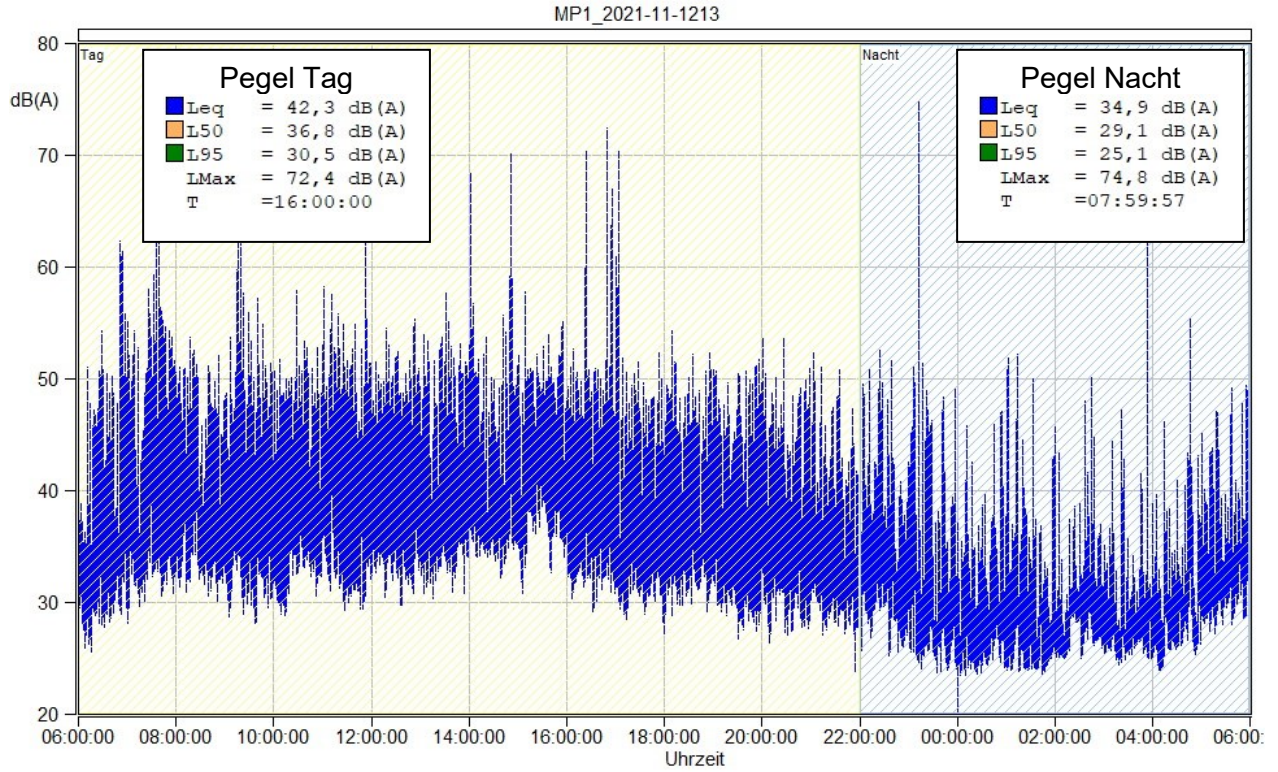 MP1_2021-11-1213
80
dB(A)
70
60
50
40
30
20
Tag
Pegel Tag
Leq = 42,3 dB(A)
L50 = 36,8 dB(A)
L95 = 30,5 dB(A)
LMax = 72,4 dB(A)
T =16:00:00
Nacht
Pegel Nacht
Leq = 34,9 dB(A)
L50 = 29,1 dB(A)
L95 = 25,1 dB(A)
LMax = 74,8 dB(A)
T =07:59:57
06:00:00 08:00:00 10:00:00 12:00:00 14:00:00 16:00:00 18:00:00 20:00:00 22:00:00 00:00:00 02:00:00 04:00:00 06:00:
Uhrzeit